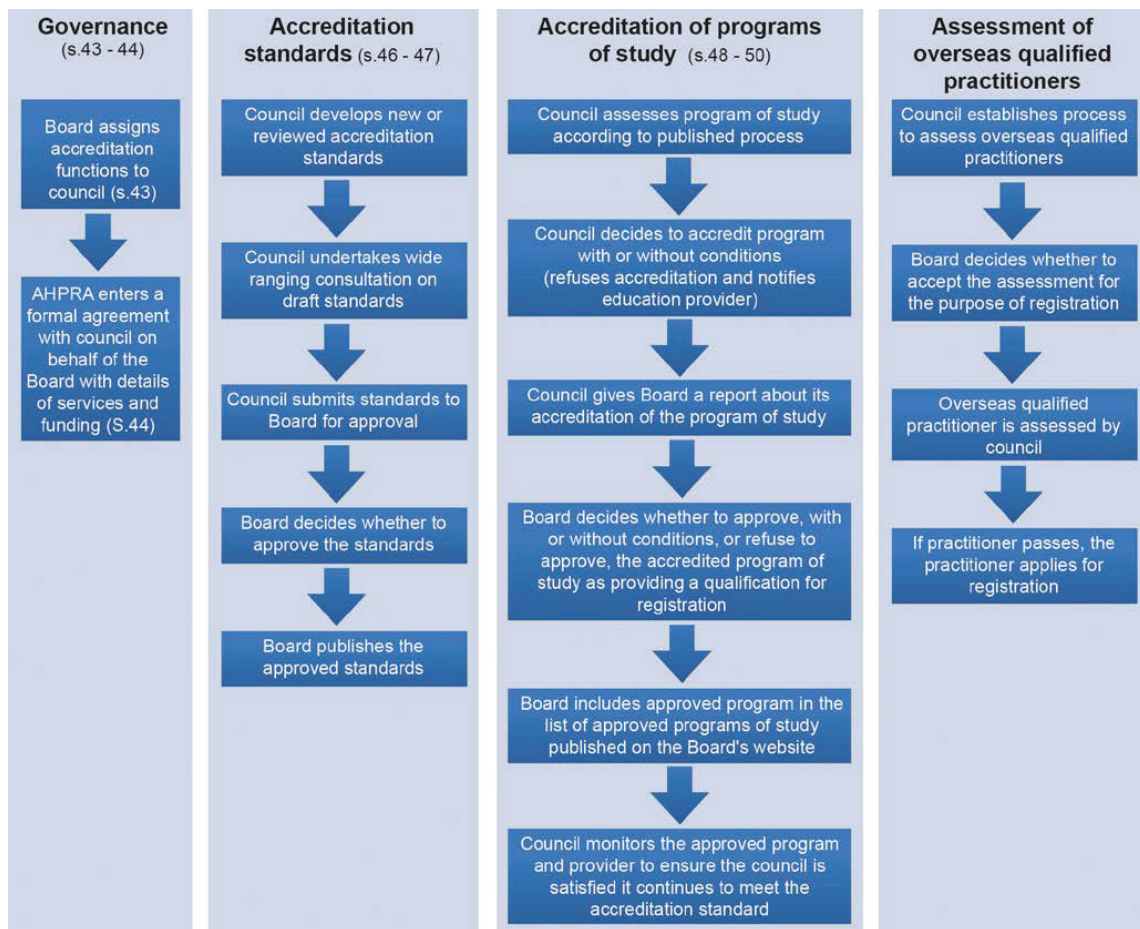 Governance
(s.43 - 44)
Board assigns
accreditation
functions to
council (s.43)
AHPRA enters a
formal agreement
with council on
behalf of the
Board with details
of services and
funding (S.44)
Accreditation
standards (s.46 - 47)
Council develops new or
reviewed accreditation
standards
Council undertakes wide
ranging consultation on
draft standards
Council submits standards to
Board for approval
Board decides whether to
approve the standards
Board publishes the
approved standards
Accreditation of programs
of study (s.48 - 50)
Council assesses program of study
according to published process
Council decides to accredit program
with or without conditions
(refuses accreditation and notifies
education provider)
Council gives Board a report about its
accreditation of the program of study
Board decides whether to approve, with
or without conditions, or refuse to
approve, the accredited program of
study as providing a qualification for
registration
Board includes approved program in the
list of approved programs of study
published on the Board's website
Council monitors the approved program
and provider to ensure the council is
satisfied it continues to meet the
accreditation standard
Assessment of
overseas qualified
practitioners
Council establishes process
to assess overseas qualified
practitioners
Board decides whether to
accept the assessment for
the purpose of registration
Overseas qualified
practitioner is assessed by
council
If practitioner passes, the
practitioner applies for
registration